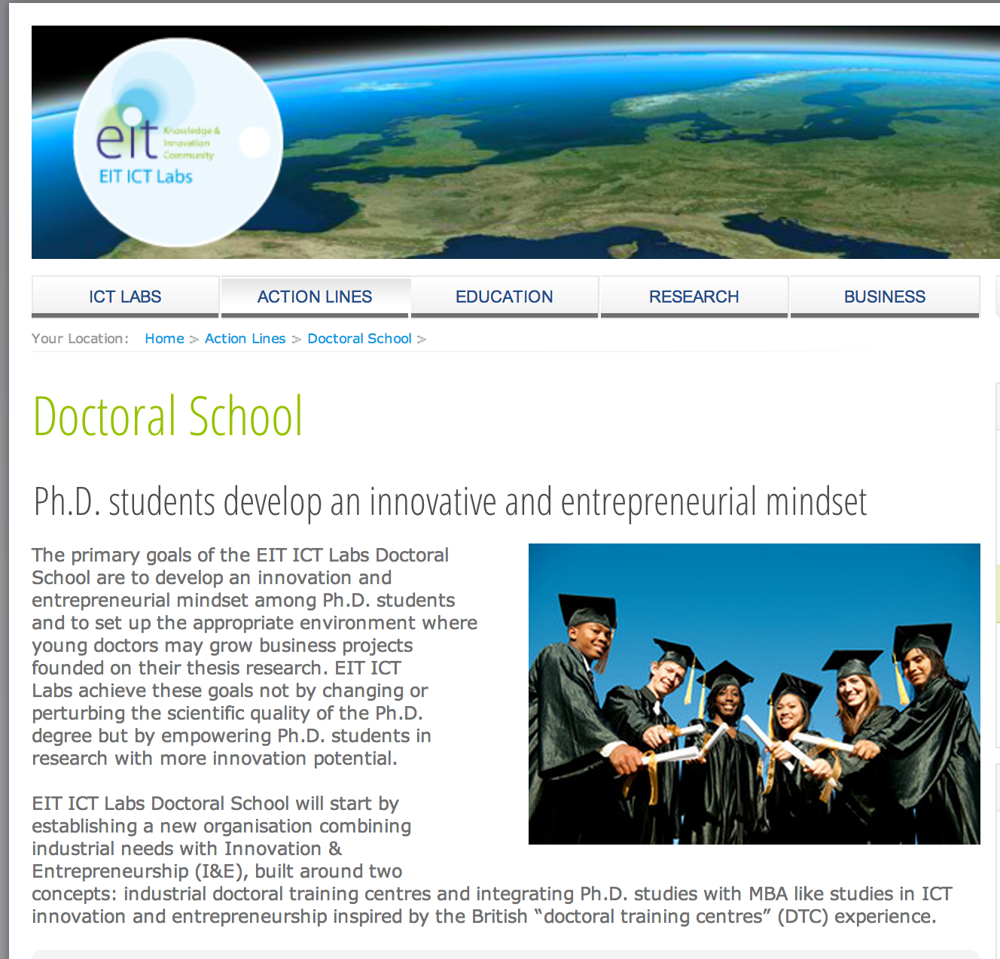 eit Knowledge &
Innovation
Community
EIT ICT Labs
ICT LABS ACTION LINES EDUCATION RESEARCH BUSINESS
Your Location: Home > Action Lines > Doctoral School >
Doctoral School
Ph.D. students develop an innovative and entrepreneurial mindset
The primary goals of the EIT ICT Labs Doctoral
School are to develop an innovation and
entrepreneurial mindset among Ph.D. students
and to set up the appropriate environment where
young doctors may grow business projects
founded on their thesis research. EIT ICT
Labs achieve these goals not by changing or
perturbing the scientific quality of the Ph.D.
degree but by empowering Ph.D. students in
research with more innovation potential.
EIT ICT Labs Doctoral School will start by
establishing a new organisation combining
industrial needs with Innovation &
Entrepreneurship (I&E), built around two
concepts: industrial doctoral training centres and integrating Ph.D. studies with MBA like studies in ICT
innovation and entrepreneurship inspired by the British “doctoral training centres” (DTC) experience.